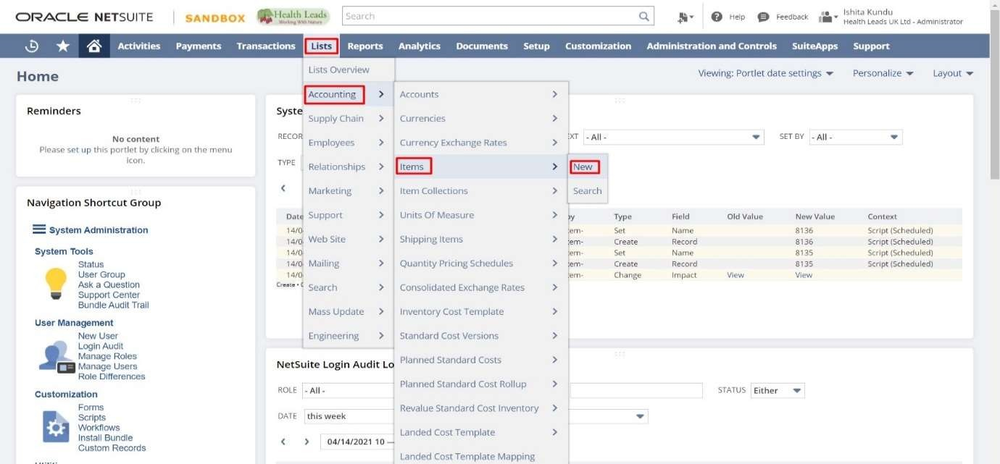 ORACLE NETSUITE
SANDBOX
Health Leads
Working With Nature
Search
Help
Feedback
Ishita Kundu
Health Leads UK Ltd - Administrator
Activities
Payments
Transactions
Lists
Reports
Analytics
Documents
Setup
Customization
Administration and Controls
SuiteApps
Support
Home
Viewing: Portlet date settings
Personalize
Layout
Reminders
No content
Please set up this portlet by clicking on the menu
icon.
Navigation Shortcut Group
System Administration
System Tools
Status
User Group
Ask a Question
Support Center
Bundle Audit Trail
User Management
New User
Login Audit
Manage Roles
Manage Users
Role Differences
Customization
Forms
Scripts
Workflows
Install Bundle
Custom Records
Lists Overview
Accounting
Supply Chain
Employees
Relationships
Marketing
Support
Web Site
Mailing
Search
Mass Update
Engineering
Accounts
Currencies
Currency Exchange Rates
Items
Item Collections
Units Of Measure
Shipping Items
Quantity Pricing Schedules
Consolidated Exchange Rates
Inventory Cost Template
Standard Cost Versions
Planned Standard Costs
Planned Standard Cost Rollup
Revalue Standard Cost Inventory
Landed Cost Template
Landed Cost Template Mapping
New
Search
Syste
RECOR
EXT - All -
SET BY - All -
TYPE
Date Type Field Old Value New Value Context
14/0 tem- Set Name 8136 Script (Scheduled)
14/0 tem- Create Record 8136 Script (Scheduled)
14/0 tem- Set Name 8135 Script (Scheduled)
14/0 tem- Create Record 8135 Script (Scheduled)
14/0 tem- Change Impact View View
Create •
NetSuite Login Audit Lo
ROLE - All -
STATUS Either
DATE this week
04/14/2021 10 —